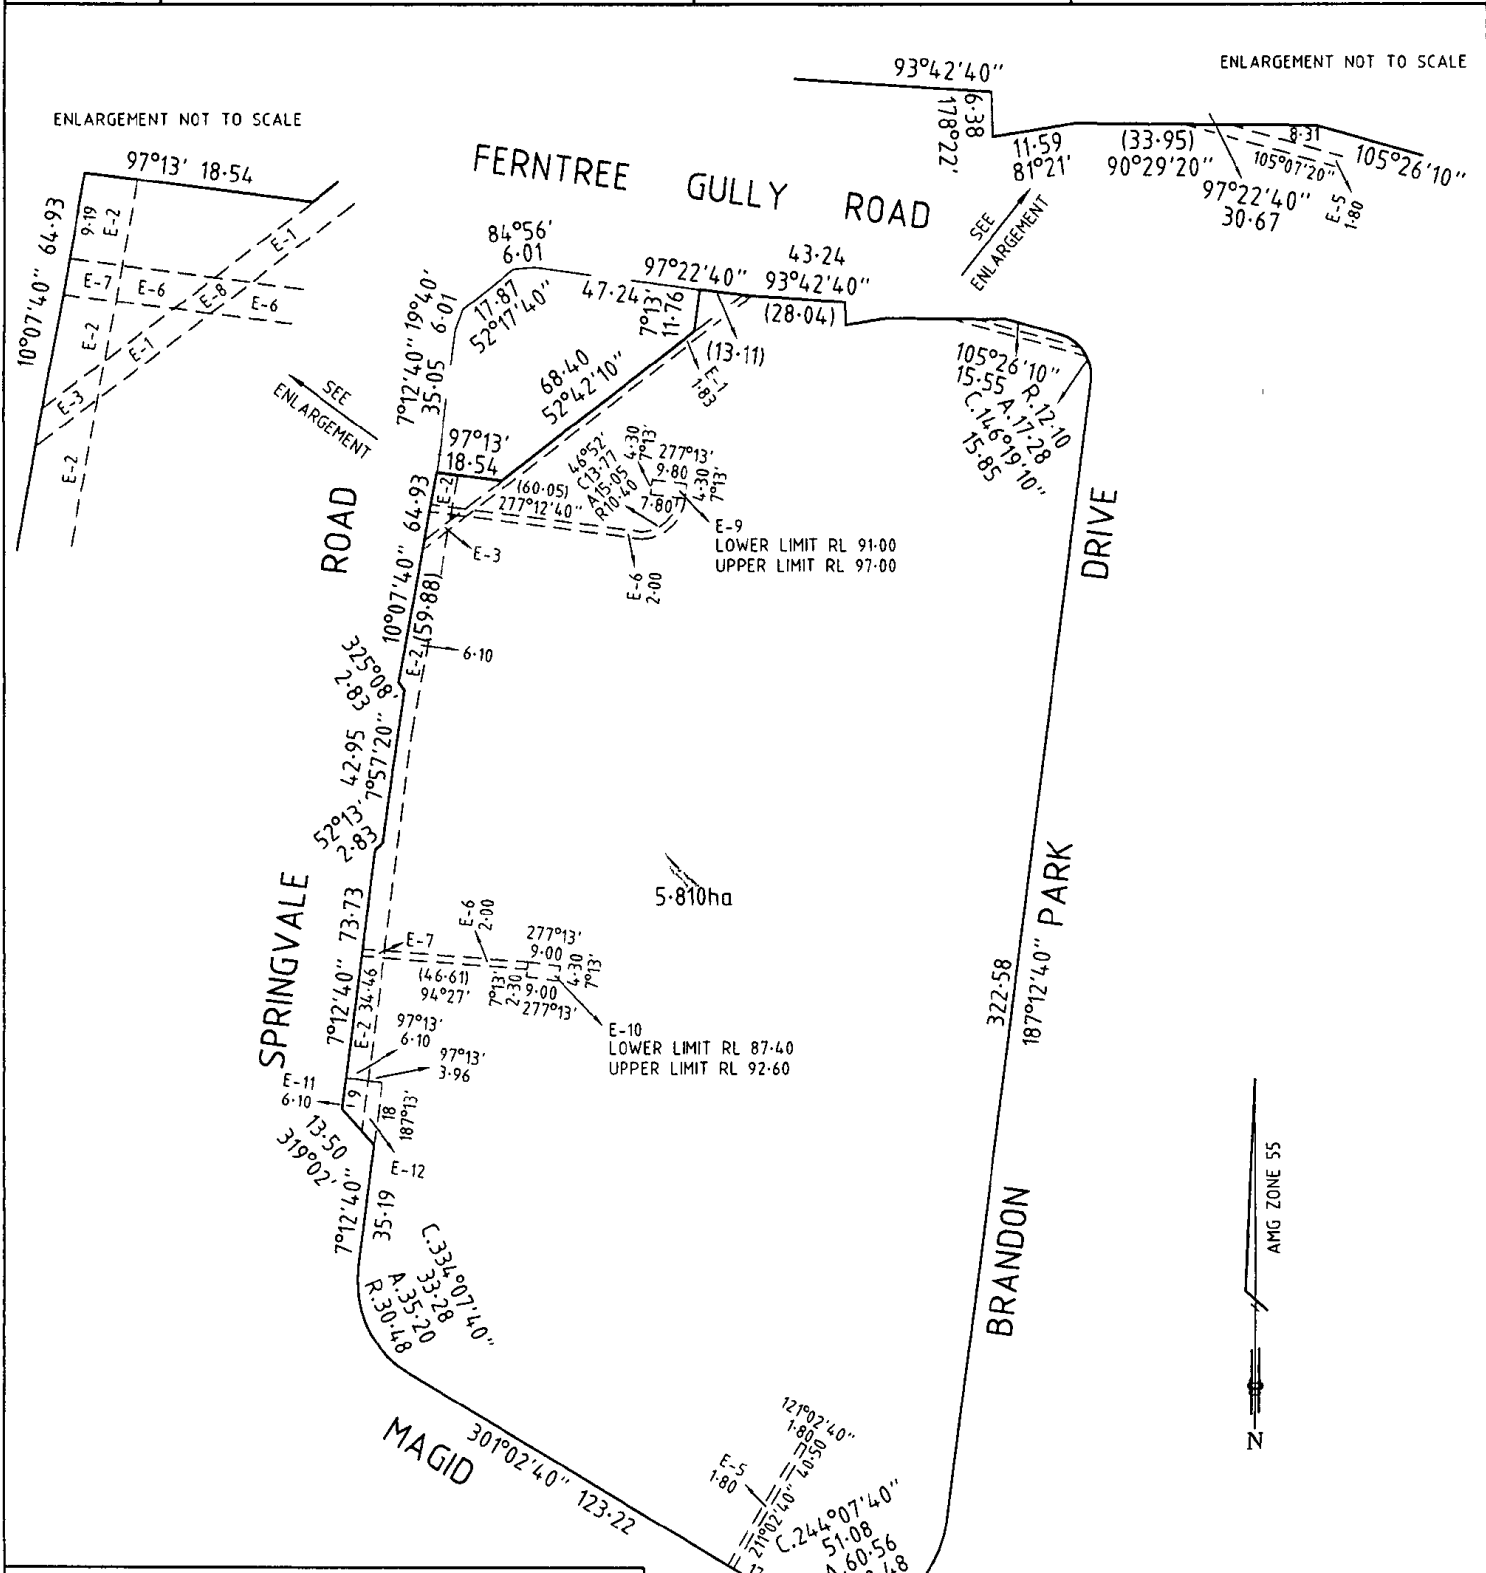 ENLARGEMENT NOT TO SCALE
93°42'40"
6·38
178°22'
11·59
81°21'
(33·95)
90°29'20"
8·31
105°07'20"
105°26'10"
97°22'40"
30·67
E-5
1·80
ENLARGEMENT NOT TO SCALE
97°13' 18·54
10°07'40" 64·93
9·19
E-2
E-1
E-7
E-6
E-8
E-6
E-2
E-1
E-3
E-2
SEE
ENLARGEMENT
FERNTREE GULLY ROAD
SEE
ENLARGEMENT
84°56'
6·01
17·87
52°17'40"
19°40'
6·01
7°12'40"
35·05
47·24
97°22'40"
7°13'
11·76
43·24
93°42'40"
(28·04)
(13·11)
E-1
1·83
68·40
52°42'10"
97°13'
18·54
E-2
(60·05)
277°12'40"
46°52'
C13·77
A15·05
R10·40
4·30
7°13'
277°13'
9·80
4·30
7°13'
7·80
E-9
LOWER LIMIT RL 91·00
UPPER LIMIT RL 97·00
E-3
E-6
2·00
105°26'10"
15·55
R.12·10
A.17·28
C.146°19'10"
15·85
ROAD
10°07'40" 64·93
(59·88)
E-2
6·10
325°08'
2·83
42·95
7°57'20"
52°13'
2·83
5·810ha
SPRINGVALE
7°12'40" 73·73
E-7
E-6
2·00
277°13'
9·00
(46·61)
94°27'
7°13'
2·30
4·30
7°13'
9·00
277°13'
E-10
LOWER LIMIT RL 87·40
UPPER LIMIT RL 92·60
E-2 34·46
97°13'
6·10
97°13'
3·96
E-11
6·10
9
18
187°13'
E-12
13·50
319°02'
7°12'40"
35·19
C.334°07'40"
33·28
A.35·20
R.30·48
MAGID
301°02'40" 123·22
E-5
1·80
121°02'40"
1·80
40·50
211°02'40"
C.244°07'40"
51·08
A.60·56
BRANDON PARK DRIVE
322·58
187°12'40"
AMG ZONE 55
N